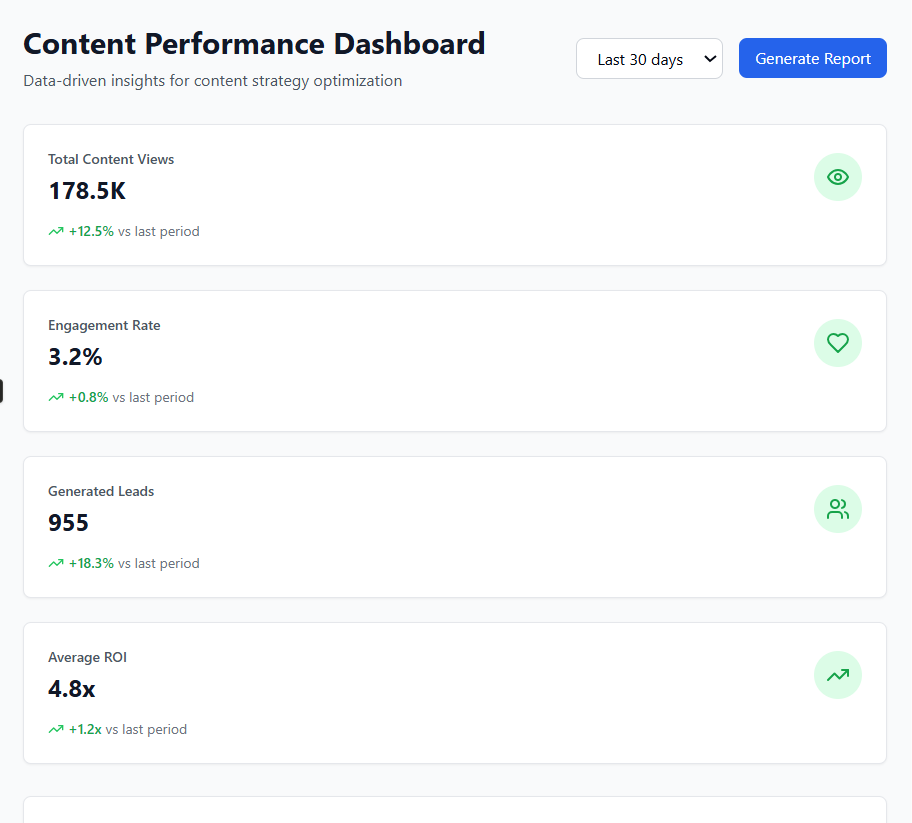 Content Performance Dashboard
Data-driven insights for content strategy optimization
Last 30 days
Generate Report
Total Content Views
178.5K
+12.5% vs last period
Engagement Rate
3.2%
+0.8% vs last period
Generated Leads
955
+18.3% vs last period
Average ROI
4.8x
+1.2x vs last period